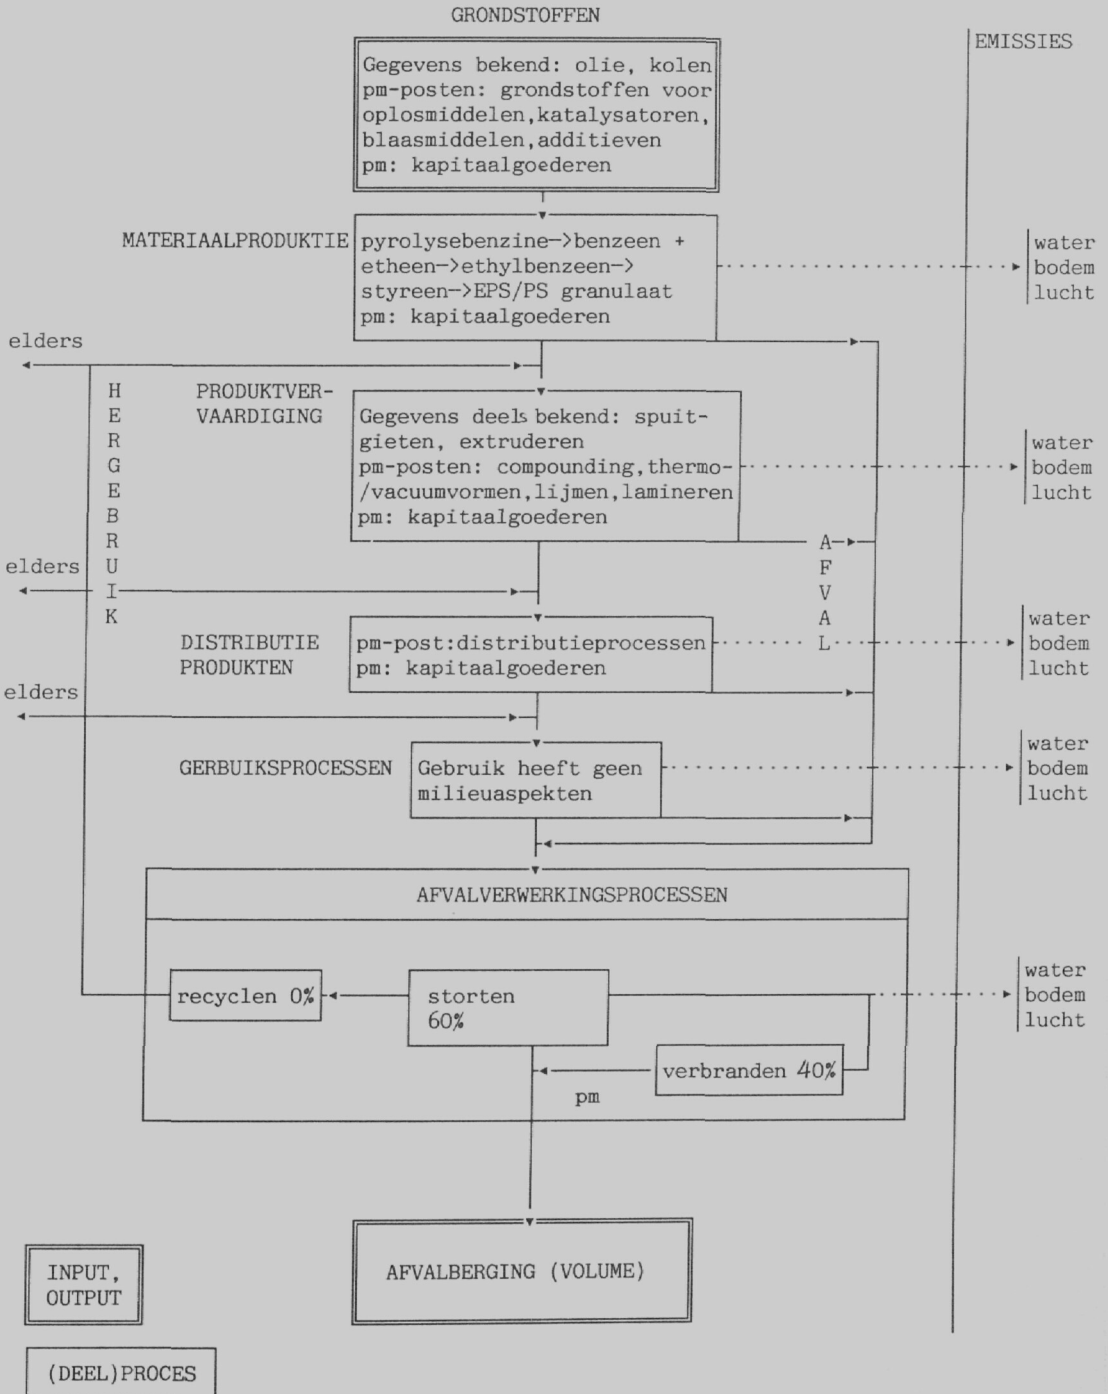 GRONDSTOFFEN
EMISSIES
Gegevens bekend: olie, kolen
pm-posten: grondstoffen voor
oplosmiddelen,katalysatoren,
blaasmiddelen,additieven
pm: kapitaalgoederen
MATERIAALPRODUKTIE
pyrolysebenzine—>benzeen +
etheen—>ethylbenzeen—>
styreen—>EPS/PS granulaat
pm: kapitaalgoederen
water
bodem
lucht
elders
HERGEBRUIK
PRODUKTVER-
VAARDIGING
Gegevens deels bekend: spuit-
gieten, extruderen
pm-posten: compounding,thermo-
/vacuumvormen,lijmen,lamineren
pm: kapitaalgoederen
water
bodem
lucht
AFVAL
elders
DISTRIBUTIE
PRODUKTEN
pm-post:distributieprocessen
pm: kapitaalgoederen
water
bodem
lucht
elders
GERBUIKSPROCESSEN
Gebruik heeft geen
milieuaspekten
water
bodem
lucht
AFVALVERWERKINGSPROCESSEN
recyclen 0%
storten
60%
verbranden 40%
pm
water
bodem
lucht
AFVALBERGING (VOLUME)
INPUT,
OUTPUT
(DEEL)PROCES